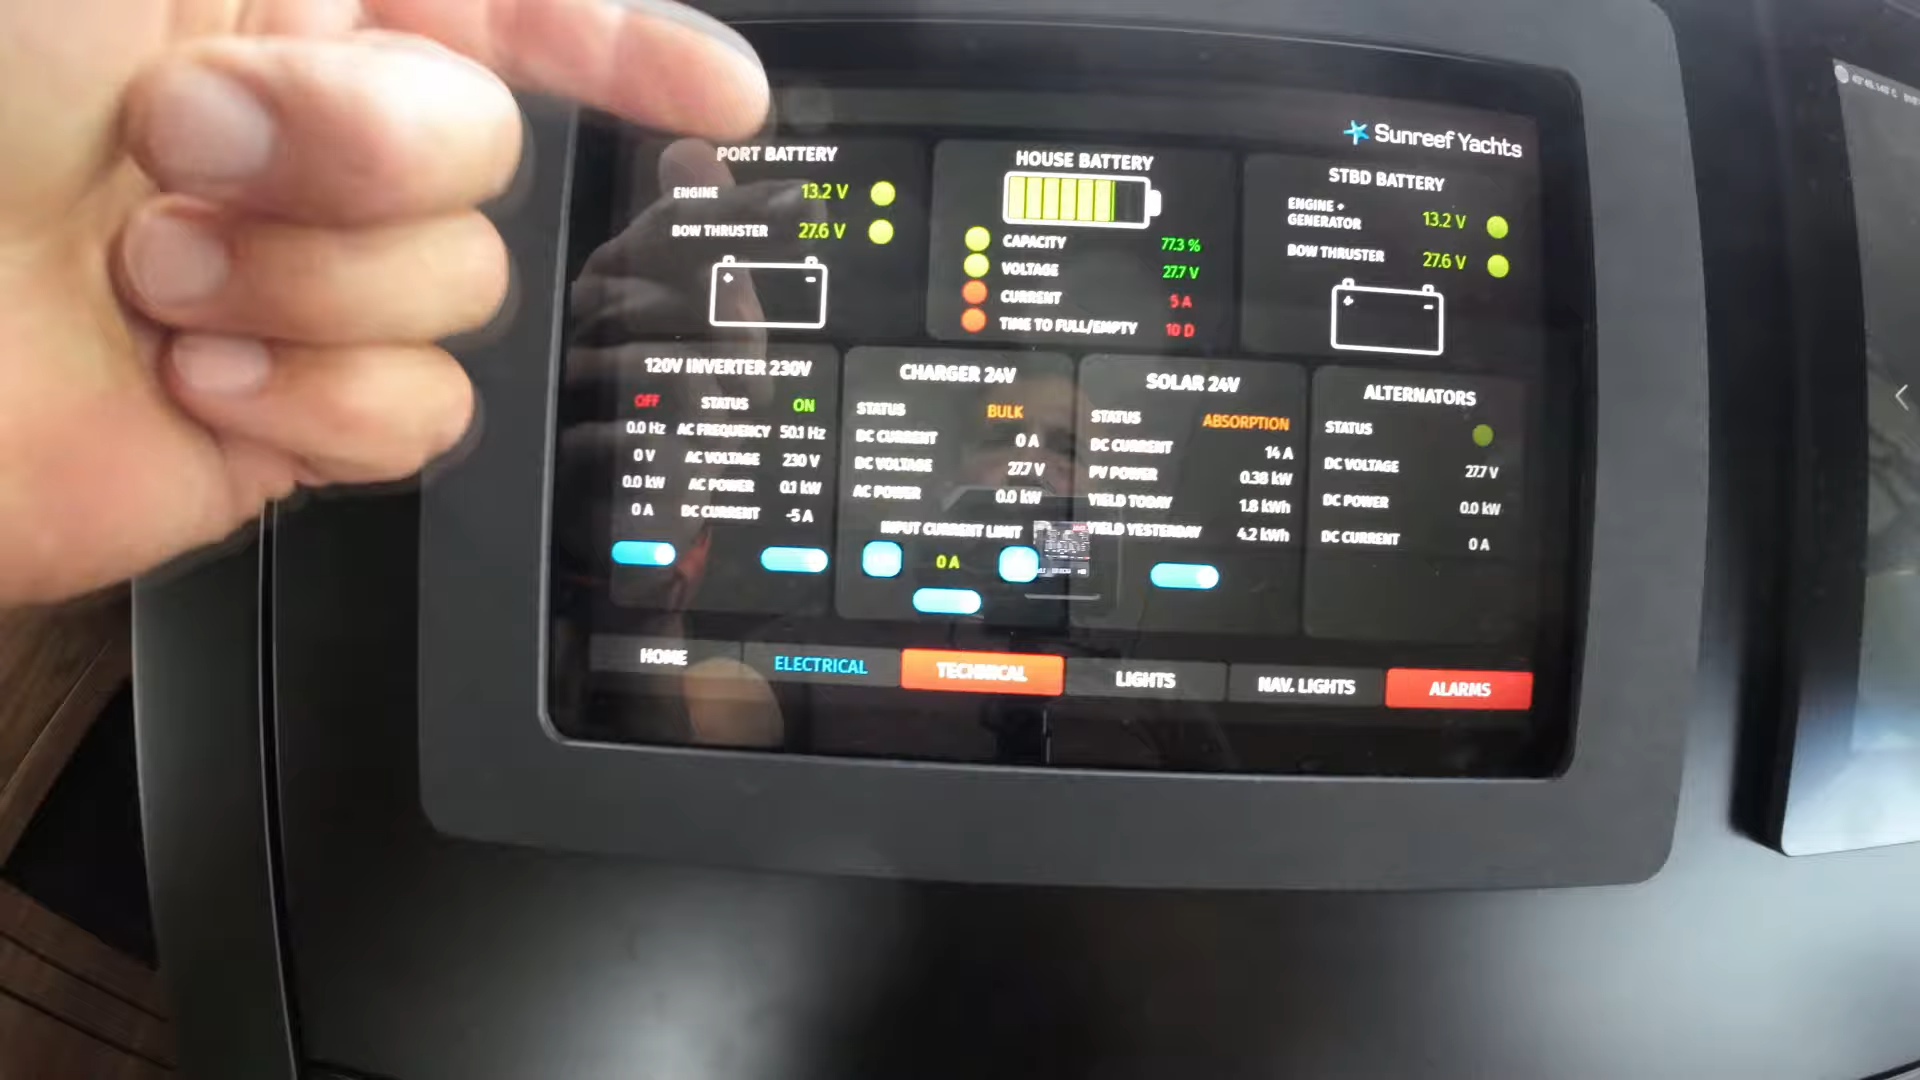 Sunreef Yachts
PORT BATTERY
ENGINE 13.2 V
BOW THRUSTER 27.6 V
HOUSE BATTERY
CAPACITY 77.3 %
VOLTAGE 27.7 V
CURRENT 5 A
TIME TO FULL/EMPTY 10 D
STBD BATTERY
ENGINE +
GENERATOR 13.2 V
BOW THRUSTER 27.6 V
120V INVERTER 230V
OFF STATUS ON
0.0 Hz AC FREQUENCY 50.1 Hz
0 V AC VOLTAGE 230 V
0.0 kW AC POWER 0.1 kW
0 A DC CURRENT -5 A
CHARGER 24V
STATUS BULK
DC CURRENT 0 A
DC VOLTAGE 27.7 V
AC POWER 0.0 kW
INPUT CURRENT LIMIT
0 A
SOLAR 24V
STATUS ABSORPTION
DC CURRENT 14 A
PV POWER 0.38 kW
YIELD TODAY 1.8 kWh
YIELD YESTERDAY 4.2 kWh
ALTERNATORS
STATUS
DC VOLTAGE 27.7 V
DC POWER 0.0 kW
DC CURRENT 0 A
HOME
ELECTRICAL
TECHNICAL
LIGHTS
NAV. LIGHTS
ALARMS